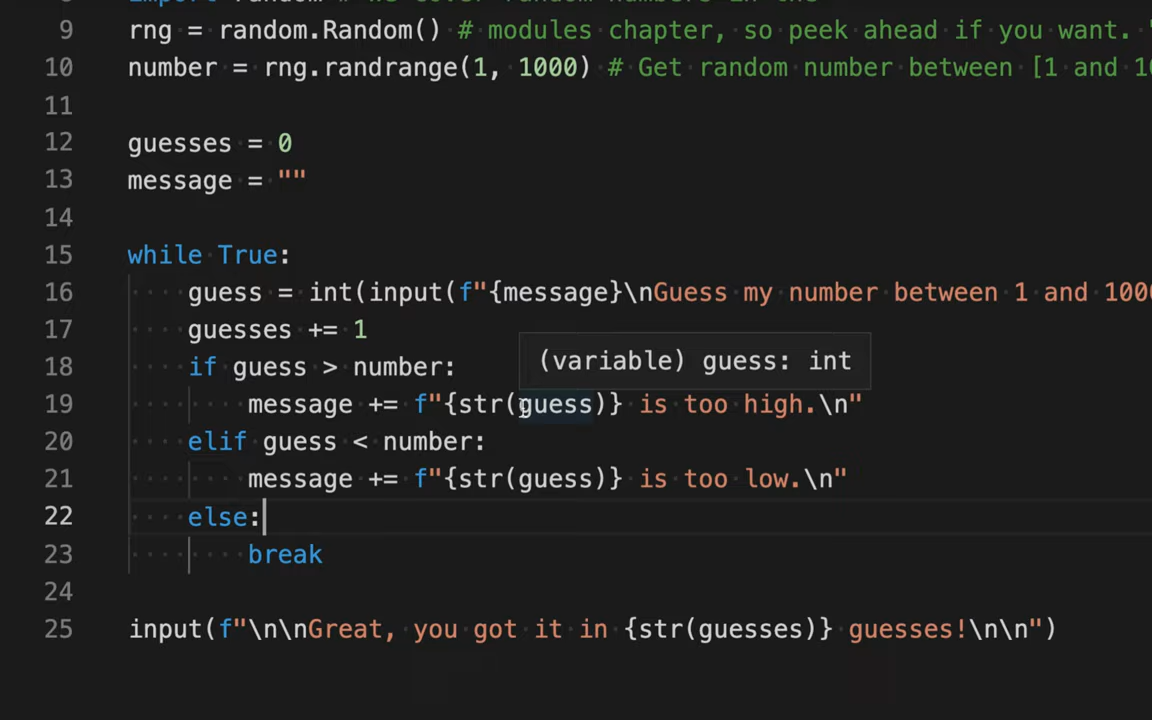 9 rng = random.Random() # modules chapter, so peek ahead if you want.
10 number = rng.randrange(1, 1000) # Get random number between [1 and
11
12 guesses = 0
13 message = ""
14
15 while True:
16 guess = int(input(f"{message}\nGuess my number between 1 and 1000
17 guesses += 1
(variable) guess: int
18 if guess > number:
19 message += f"{str(guess)} is too high.\n"
20 elif guess < number:
21 message += f"{str(guess)} is too low.\n"
22 else:
23 break
24
25 input(f"\n\nGreat, you got it in {str(guesses)} guesses!\n\n")